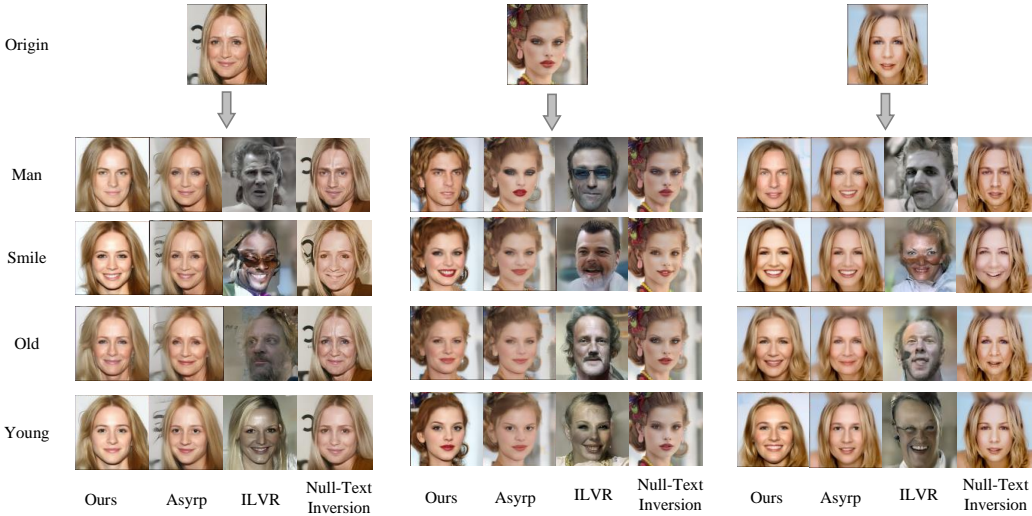 Origin
Man
Smile
Old
Young
Ours Asyrp ILVR Null-Text Inversion Ours Asyrp ILVR Null-Text Inversion Ours Asyrp ILVR Null-Text Inversion